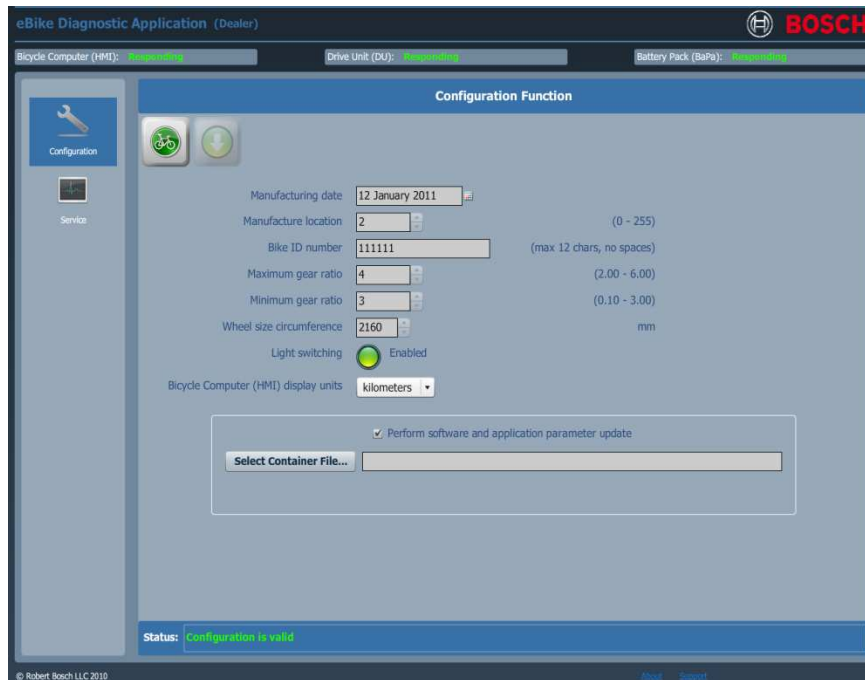 eBike Diagnostic Application (Dealer)
BOSCH
Bicycle Computer (HMI): Responding
Drive Unit (DU): Responding
Battery Pack (BaPa): Responding
Configuration
Service
Configuration Function
Manufacturing date 12 January 2011
Manufacture location 2 (0 - 255)
Bike ID number 111111 (max 12 chars, no spaces)
Maximum gear ratio 4 (2.00 - 6.00)
Minimum gear ratio 3 (0.10 - 3.00)
Wheel size circumference 2160 mm
Light switching Enabled
Bicycle Computer (HMI) display units kilometers
Perform software and application parameter update
Select Container File...
Status: Configuration is valid
© Robert Bosch LLC 2010
About Support